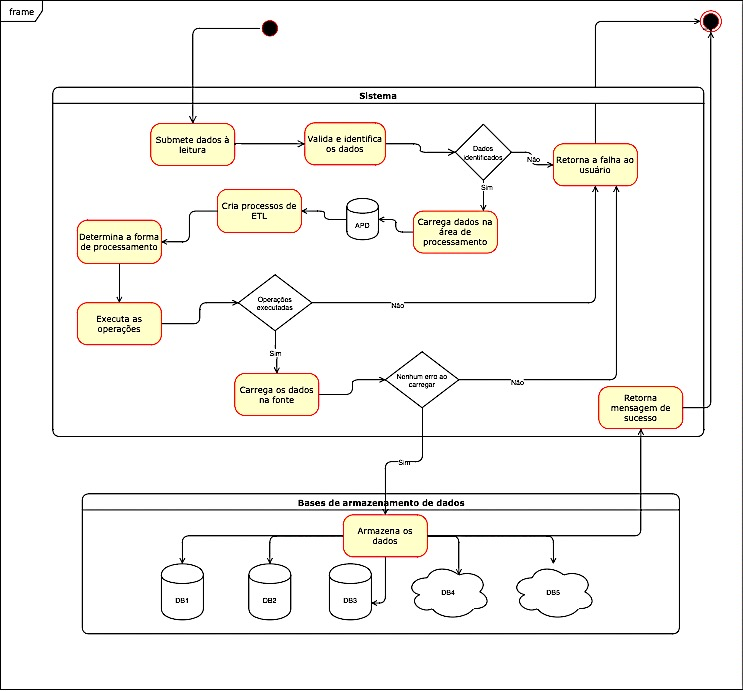 frame
Sistema
Submete dados à
leitura
Valida e identifica
os dados
Dados
identificados
Não
Retorna a falha ao
usuário
Sim
Cria processos de
ETL
APD
Carrega dados na
área de
processamento
Determina a forma
de processamento
Executa as
operações
Operações
executadas
Não
Sim
Carrega os dados
na fonte
Nenhum erro ao
carregar
Não
Retorna
mensagem de
sucesso
Sim
Bases de armazenamento de dados
Armazena os
dados
DB1
DB2
DB3
DB4
DB5